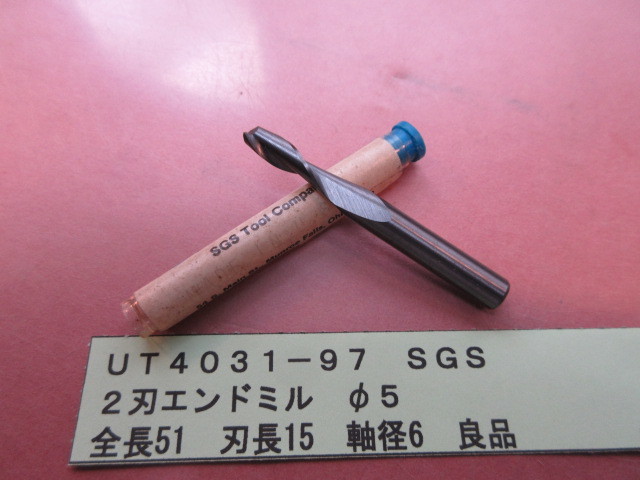 SGS Tool Compa
UT4031-97 SGS
2刃エンドミル φ5
全長51 刃長15 軸径6 良品